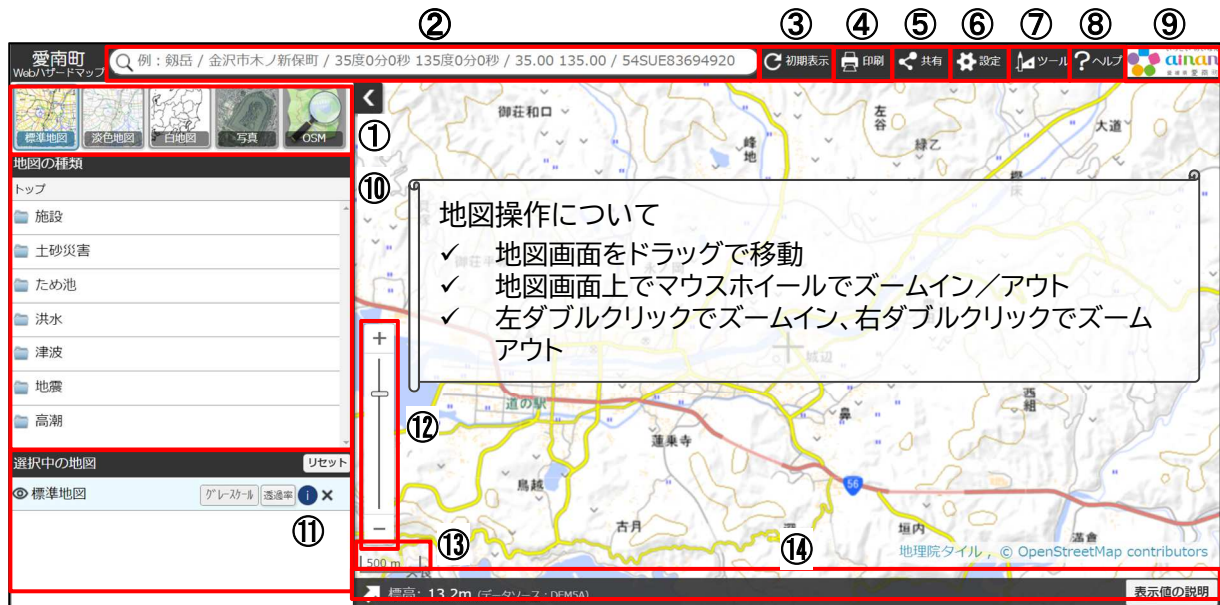 ② ③ ④ ⑤ ⑥ ⑦ ⑧ ⑨
愛南町
Webハザードマップ
例：剱岳 / 金沢市木ノ新保町 / 35度0分0秒 135度0分0秒 / 35.00 135.00 / 54SUE83694920
初期表示
印刷
共有
設定
ツール
ヘルプ
ainan
標準地図
淡色地図
白地図
写真
OSM
①
地図の種類
⑩
トップ
施設
土砂災害
ため池
洪水
津波
地震
高潮
選択中の地図
リセット
標準地図
グレースケール
透過率
i
⑪
御荘和口
峰地
左谷
緑乙
大道
地図操作について
✓ 地図画面をドラッグで移動
✓ 地図画面上でマウスホイールでズームイン／アウト
✓ 左ダブルクリックでズームイン、右ダブルクリックでズーム
アウト
城辺
＋
－
⑫
道の駅
蓮乗寺
鼻
西組
鳥越
56
古月
垣内
満倉
⑬
⑭
500 m
地理院タイル , © OpenStreetMap contributors
標高: 13.2m (データソース：DEM5A)
表示値の説明